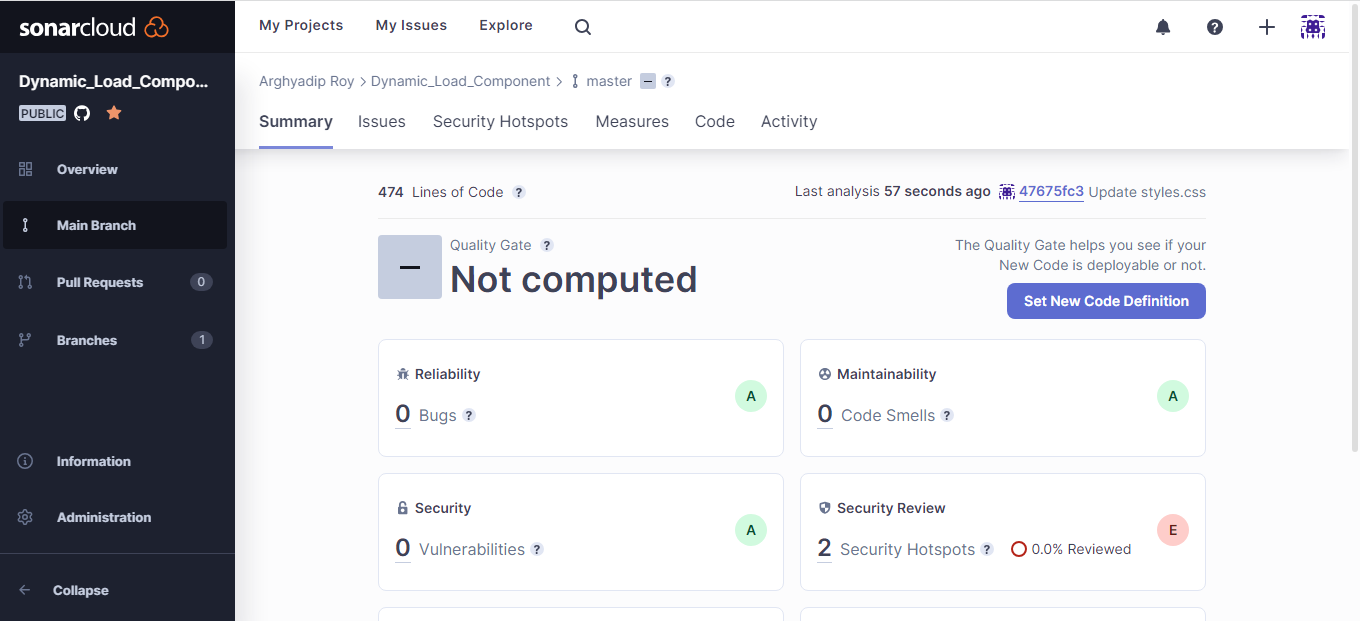 sonarcloud
My Projects My Issues Explore
Dynamic_Load_Compo...
PUBLIC
Overview
Main Branch
Pull Requests 0
Branches 1
Information
Administration
Collapse
Arghyadip Roy > Dynamic_Load_Component > master – ?
Summary Issues Security Hotspots Measures Code Activity
474 Lines of Code ?
Last analysis 57 seconds ago 47675fc3 Update styles.css
Quality Gate ?
Not computed
The Quality Gate helps you see if your
New Code is deployable or not.
Set New Code Definition
Reliability
0 Bugs ? A
Maintainability
0 Code Smells ? A
Security
0 Vulnerabilities ? A
Security Review
2 Security Hotspots ? 0.0% Reviewed E